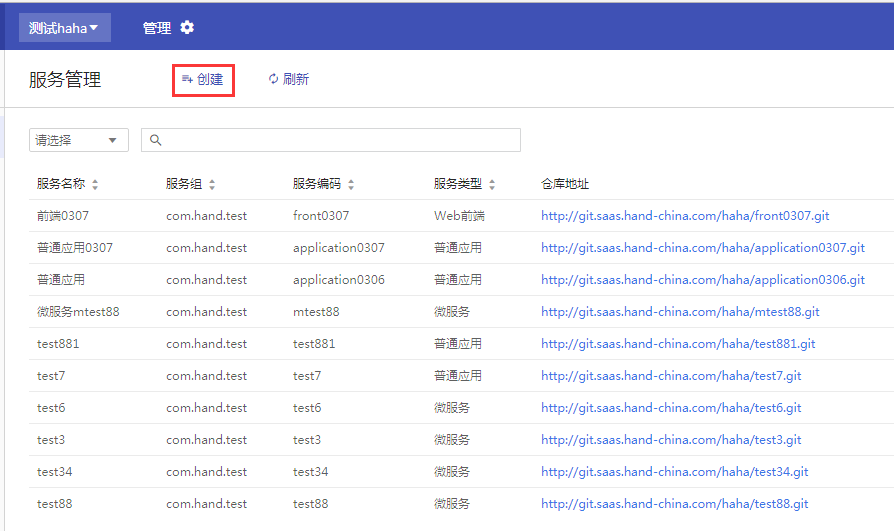 测试haha 管理
服务管理 创建 刷新
请选择
服务名称 服务组 服务编码 服务类型 仓库地址
前端0307 com.hand.test front0307 Web前端 http://git.saas.hand-china.com/haha/front0307.git
普通应用0307 com.hand.test application0307 普通应用 http://git.saas.hand-china.com/haha/application0307.git
普通应用 com.hand.test application0306 普通应用 http://git.saas.hand-china.com/haha/application0306.git
微服务mtest88 com.hand.test mtest88 微服务 http://git.saas.hand-china.com/haha/mtest88.git
test881 com.hand.test test881 普通应用 http://git.saas.hand-china.com/haha/test881.git
test7 com.hand.test test7 普通应用 http://git.saas.hand-china.com/haha/test7.git
test6 com.hand.test test6 微服务 http://git.saas.hand-china.com/haha/test6.git
test3 com.hand.test test3 微服务 http://git.saas.hand-china.com/haha/test3.git
test34 com.hand.test test34 微服务 http://git.saas.hand-china.com/haha/test34.git
test88 com.hand.test test88 微服务 http://git.saas.hand-china.com/haha/test88.git